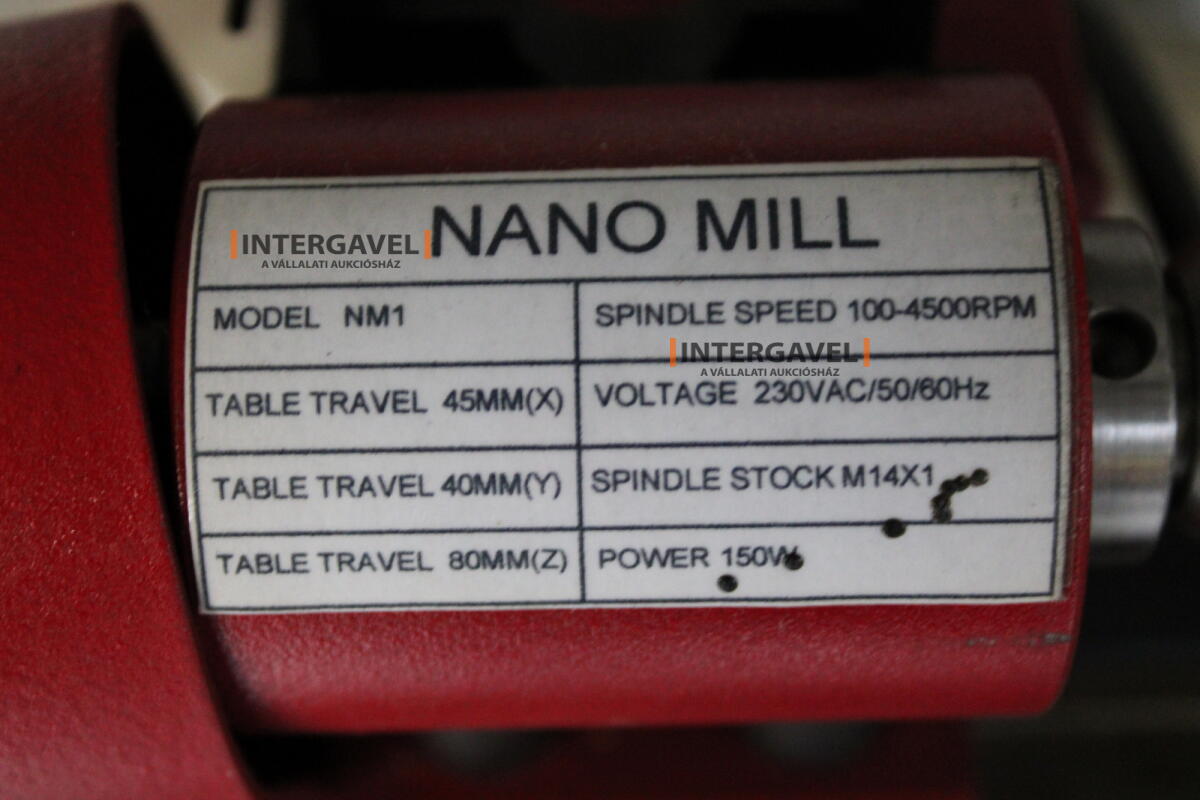 NANO MILL
|INTERGAVEL|
A VÁLLALATI AUKCIÓSHÁZ
MODEL NM1
SPINDLE SPEED 100-4500RPM
|INTERGAVEL|
A VÁLLALATI AUKCIÓSHÁZ
TABLE TRAVEL 45MM(X)
VOLTAGE 230VAC/50/60Hz
TABLE TRAVEL 40MM(Y)
SPINDLE STOCK M14X1
TABLE TRAVEL 80MM(Z)
POWER 150W